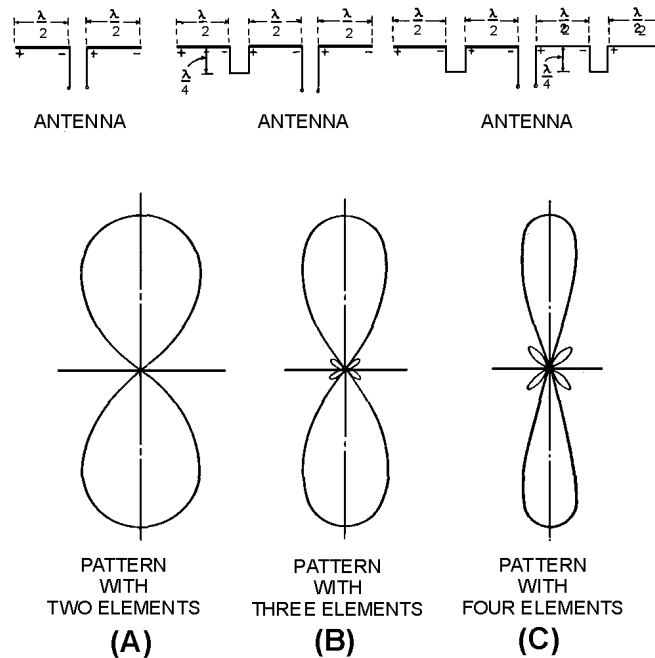 λ/2 λ/2 λ/2 λ/2 λ/2 λ/2 λ/2 λ/2 λ/2
+ - + - + - + - + - + - + - + - + -
λ/4 λ/4
ANTENNA ANTENNA ANTENNA
PATTERN WITH TWO ELEMENTS
(A)
PATTERN WITH THREE ELEMENTS
(B)
PATTERN WITH FOUR ELEMENTS
(C)